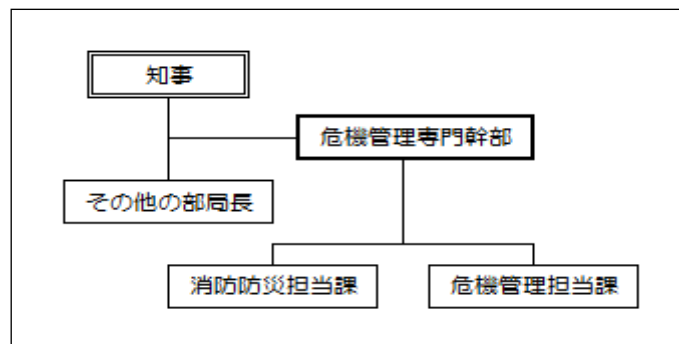 知事
危機管理専門幹部
その他の部局長
消防防災担当課
危機管理担当課